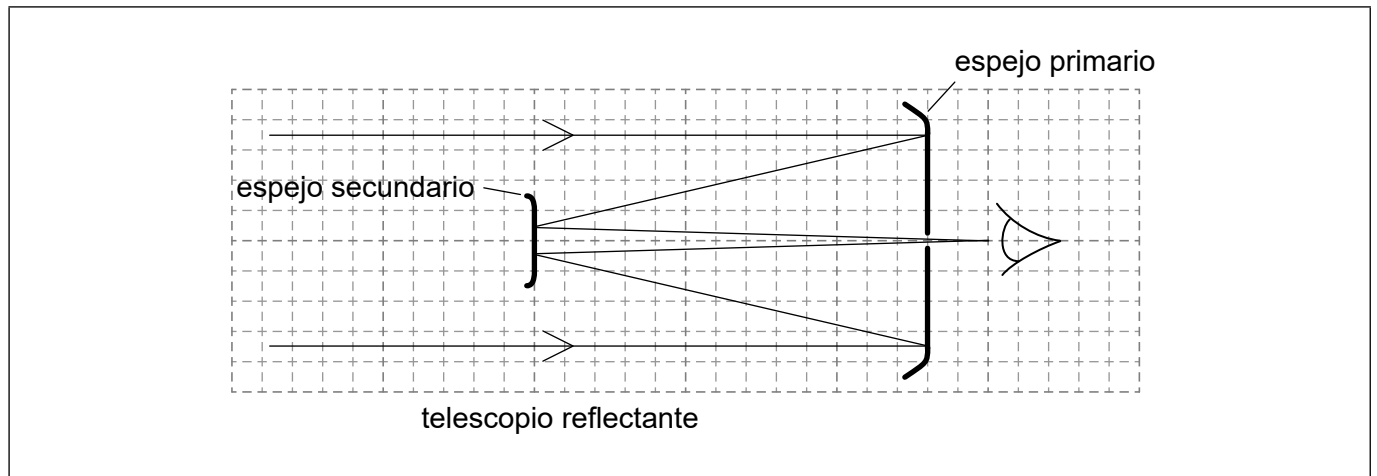 espejo primario
espejo secundario
telescopio reflectante